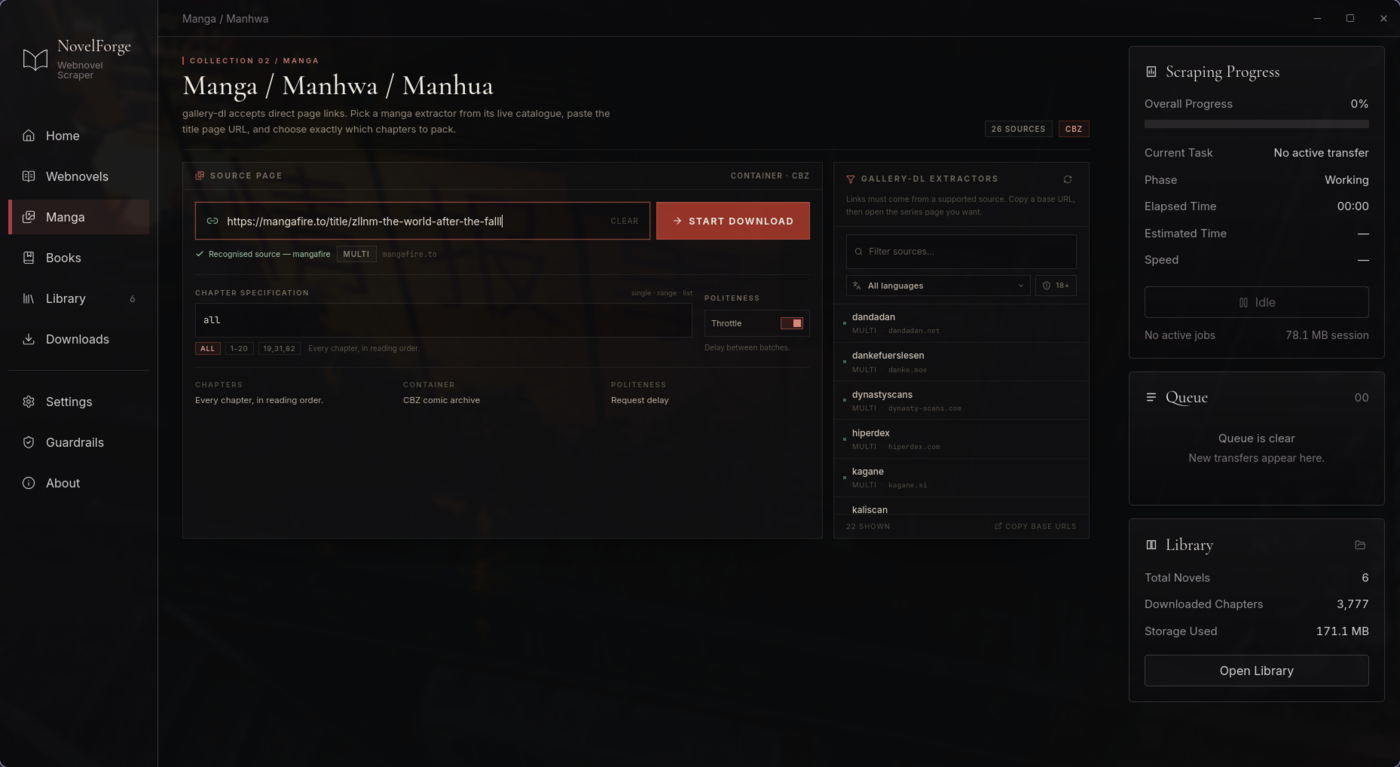 NovelForge
Webnovel
Scraper
Home
Webnovels
Manga
Books
Library 6
Downloads
Settings
Guardrails
About
Manga / Manhwa
COLLECTION 02 / MANGA
Manga / Manhwa / Manhua
gallery-dl accepts direct page links. Pick a manga extractor from its live catalogue, paste the
title page URL, and choose exactly which chapters to pack.
26 SOURCES CBZ
SOURCE PAGE CONTAINER · CBZ
https://mangafire.to/title/zllnm-the-world-after-the-falll CLEAR
START DOWNLOAD
Recognised source — mangafire MULTI mangafire.to
CHAPTER SPECIFICATION single · range · list
all
ALL 1–20 10,31,82 Every chapter, in reading order.
POLITENESS
Throttle
Delay between batches.
CHAPTERS CONTAINER POLITENESS
Every chapter, in reading order. CBZ comic archive Request delay
GALLERY-DL EXTRACTORS
Links must come from a supported source. Copy a base URL,
then open the series page you want.
Filter sources...
All languages 18+
dandadan
MULTI · dandadan.net
dankefuerslesen
MULTI · danke.moe
dynastyscans
MULTI · dynasty-scans.com
hiperdex
MULTI · hiperdex.com
kagane
MULTI · kagane.si
kaliscan
22 SHOWN COPY BASE URLS
Scraping Progress
Overall Progress 0%
Current Task No active transfer
Phase Working
Elapsed Time 00:00
Estimated Time —
Speed —
Idle
No active jobs 78.1 MB session
Queue 00
Queue is clear
New transfers appear here.
Library
Total Novels 6
Downloaded Chapters 3,777
Storage Used 171.1 MB
Open Library